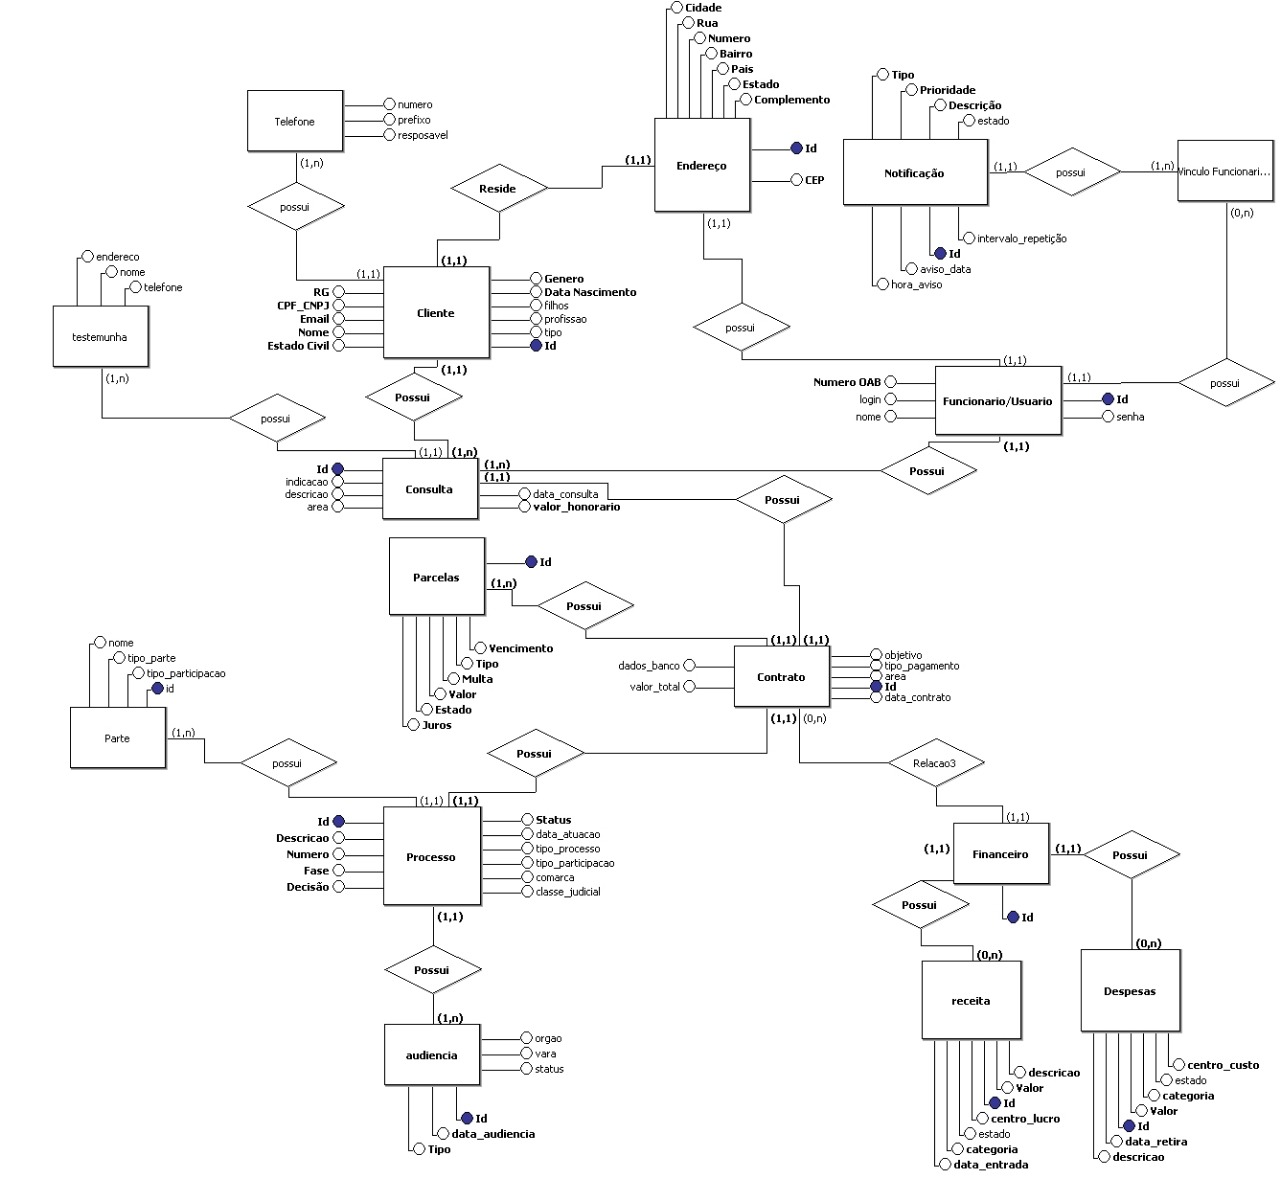 Cidade
Rua
Numero
Bairro
Pais
Estado
Complemento
Endereço
Id
CEP
(1,1)
(1,1)
Tipo
Prioridade
Descrição
estado
Notificação
(1,1)
possui
(1,n)
Vinculo Funcionari...
(0,n)
intervalo_repetição
Id
aviso_data
hora_aviso
Telefone
numero
prefixo
resposavel
(1,n)
possui
Reside
(1,1)
(1,1)
endereco
nome
telefone
testemunha
(1,n)
RG
CPF_CNPJ
Email
Nome
Estado Civil
Cliente
Genero
Data Nascimento
filhos
profissao
tipo
Id
(1,1)
possui
(1,1)
Possui
possui
Numero OAB
login
nome
Funcionario/Usuario
(1,1)
Id
senha
possui
(1,1)
Possui
(1,1)
(1,n)
(1,n)
(1,1)
Id
indicacao
descricao
area
Consulta
data_consulta
valor_honorario
Possui
Parcelas
Id
(1,n)
Possui
Vencimento
Tipo
Multa
Valor
Estado
Juros
(1,1)
(1,1)
dados_banco
valor_total
Contrato
objetivo
tipo_pagamento
area
Id
data_contrato
(1,1)
(0,n)
nome
tipo_parte
tipo_participacao
id
Parte
(1,n)
possui
Possui
Relacao3
(1,1)
(1,1)
Id
Descricao
Numero
Fase
Decisão
Processo
Status
data_atuacao
tipo_processo
tipo_participacao
comarca
classe_judicial
(1,1)
(1,1)
(1,1)
Financeiro
(1,1)
Possui
Possui
Id
Possui
(1,n)
audiencia
orgao
vara
status
Id
data_audiencia
Tipo
(0,n)
receita
descricao
Valor
Id
centro_lucro
estado
categoria
data_entrada
(0,n)
Despesas
centro_custo
estado
categoria
Valor
Id
data_retira
descricao